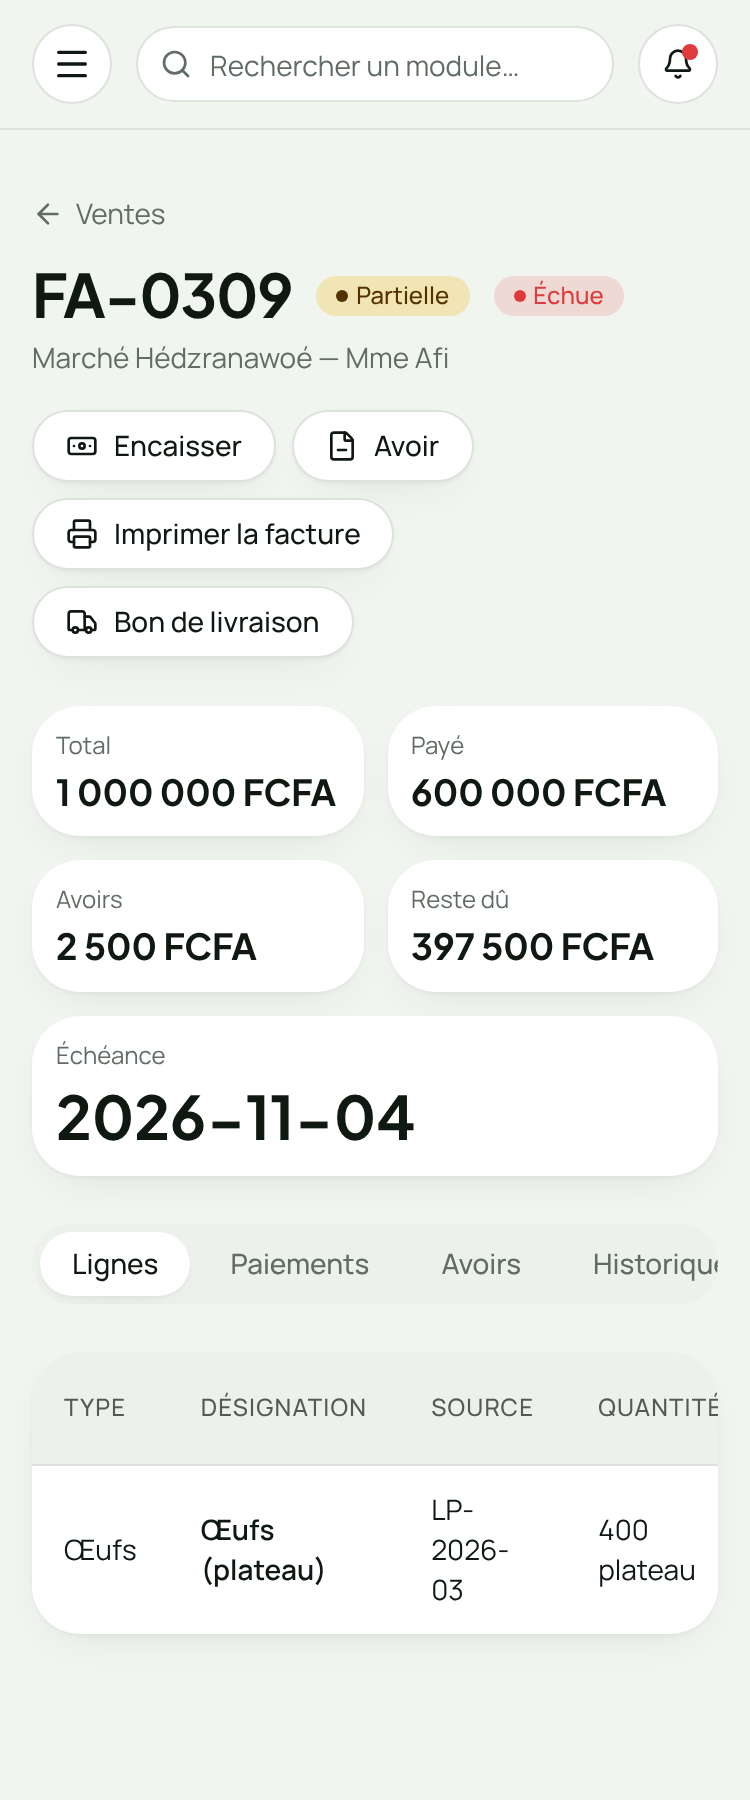 Rechercher un module...
Ventes
FA-0309
Partielle
Échue
Marché Hédzranawoé — Mme Afi
Encaisser
Avoir
Imprimer la facture
Bon de livraison
Total
1 000 000 FCFA
Payé
600 000 FCFA
Avoirs
2 500 FCFA
Reste dû
397 500 FCFA
Échéance
2026-11-04
Lignes
Paiements
Avoirs
Historique
TYPE
DÉSIGNATION
SOURCE
QUANTITÉ
Œufs
Œufs
(plateau)
LP-
2026-
03
400
plateau